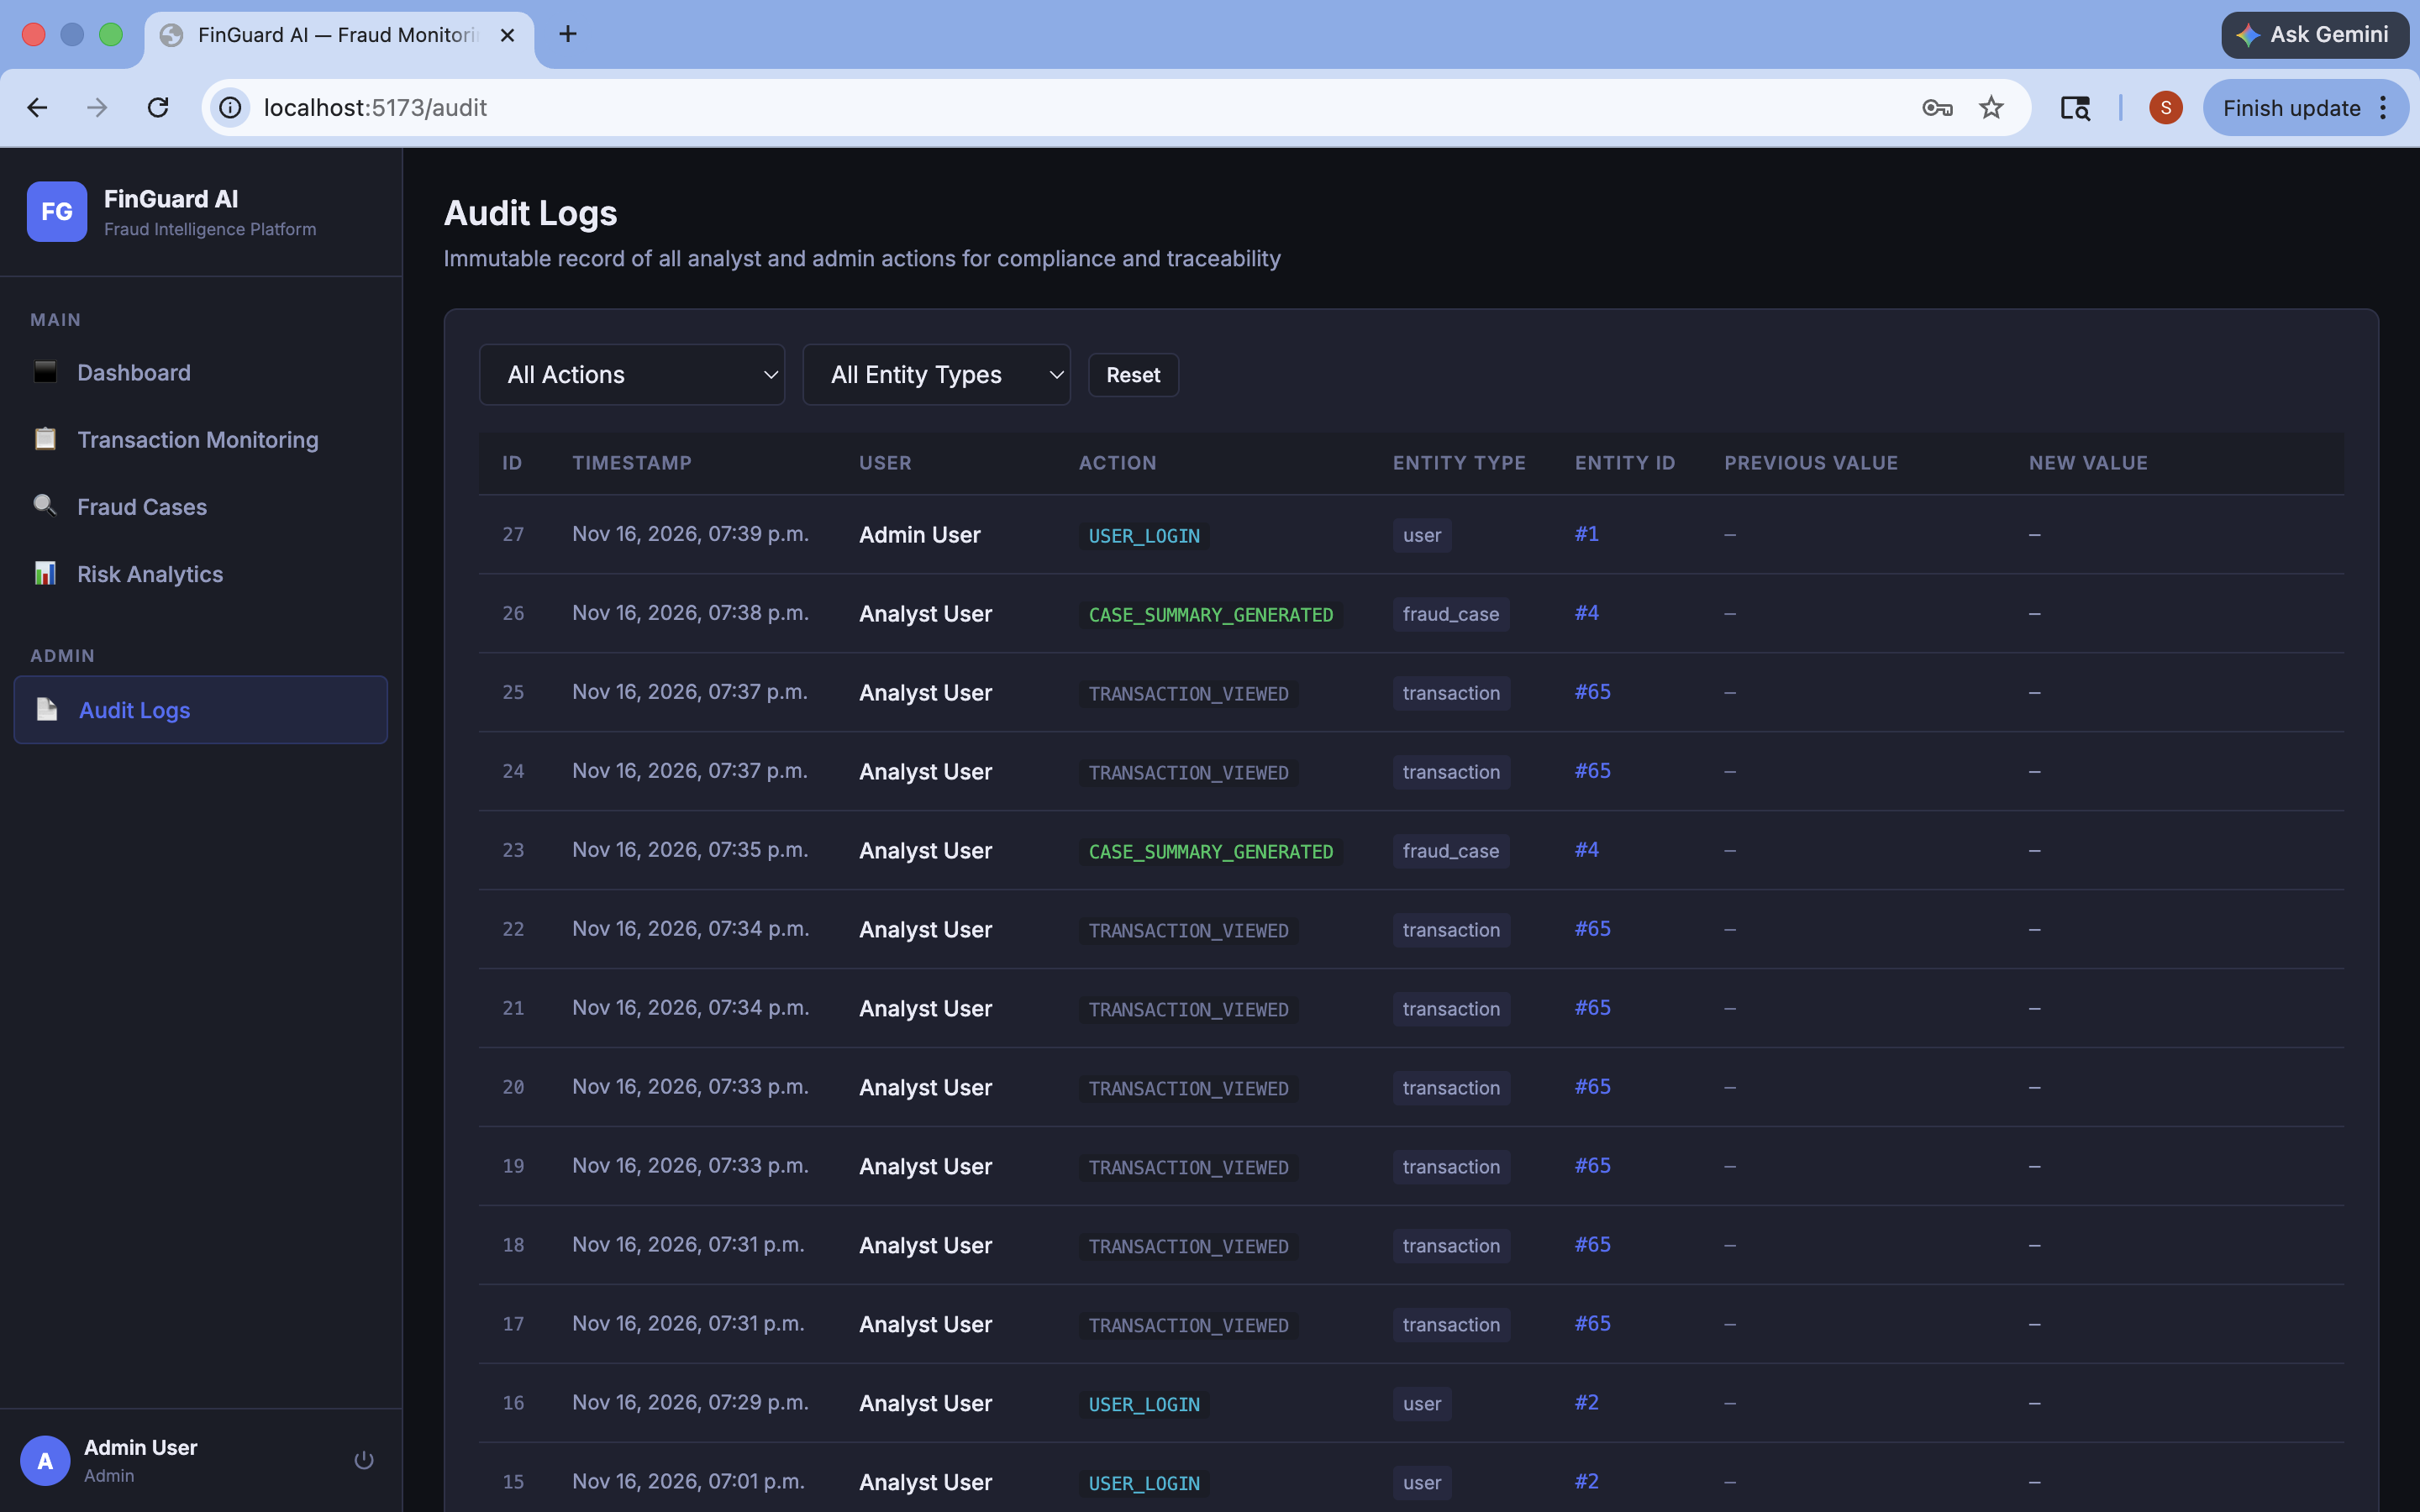 FinGuard AI — Fraud Monitori
Ask Gemini
localhost:5173/audit
S
Finish update
FG
FinGuard AI
Fraud Intelligence Platform
MAIN
Dashboard
Transaction Monitoring
Fraud Cases
Risk Analytics
ADMIN
Audit Logs
A
Admin User
Admin
Audit Logs
Immutable record of all analyst and admin actions for compliance and traceability
All Actions All Entity Types Reset
ID TIMESTAMP USER ACTION ENTITY TYPE ENTITY ID PREVIOUS VALUE NEW VALUE
27 Nov 16, 2026, 07:39 p.m. Admin User USER_LOGIN user #1 — —
26 Nov 16, 2026, 07:38 p.m. Analyst User CASE_SUMMARY_GENERATED fraud_case #4 — —
25 Nov 16, 2026, 07:37 p.m. Analyst User TRANSACTION_VIEWED transaction #65 — —
24 Nov 16, 2026, 07:37 p.m. Analyst User TRANSACTION_VIEWED transaction #65 — —
23 Nov 16, 2026, 07:35 p.m. Analyst User CASE_SUMMARY_GENERATED fraud_case #4 — —
22 Nov 16, 2026, 07:34 p.m. Analyst User TRANSACTION_VIEWED transaction #65 — —
21 Nov 16, 2026, 07:34 p.m. Analyst User TRANSACTION_VIEWED transaction #65 — —
20 Nov 16, 2026, 07:33 p.m. Analyst User TRANSACTION_VIEWED transaction #65 — —
19 Nov 16, 2026, 07:33 p.m. Analyst User TRANSACTION_VIEWED transaction #65 — —
18 Nov 16, 2026, 07:31 p.m. Analyst User TRANSACTION_VIEWED transaction #65 — —
17 Nov 16, 2026, 07:31 p.m. Analyst User TRANSACTION_VIEWED transaction #65 — —
16 Nov 16, 2026, 07:29 p.m. Analyst User USER_LOGIN user #2 — —
15 Nov 16, 2026, 07:01 p.m. Analyst User USER_LOGIN user #2 — —